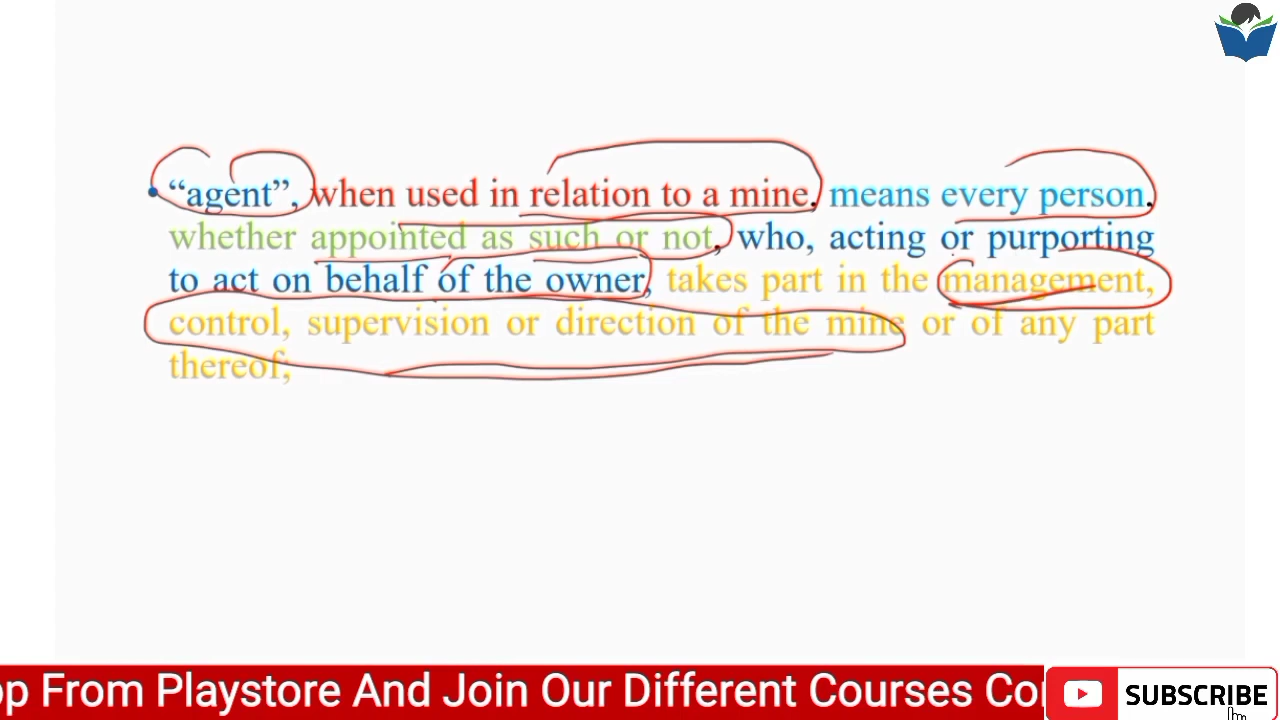 • “agent”, when used in relation to a mine, means every person,
whether appointed as such or not, who, acting or purporting
to act on behalf of the owner, takes part in the management,
control, supervision or direction of the mine or of any part
thereof;
From Playstore And Join Our Different Courses
SUBSCRIBE